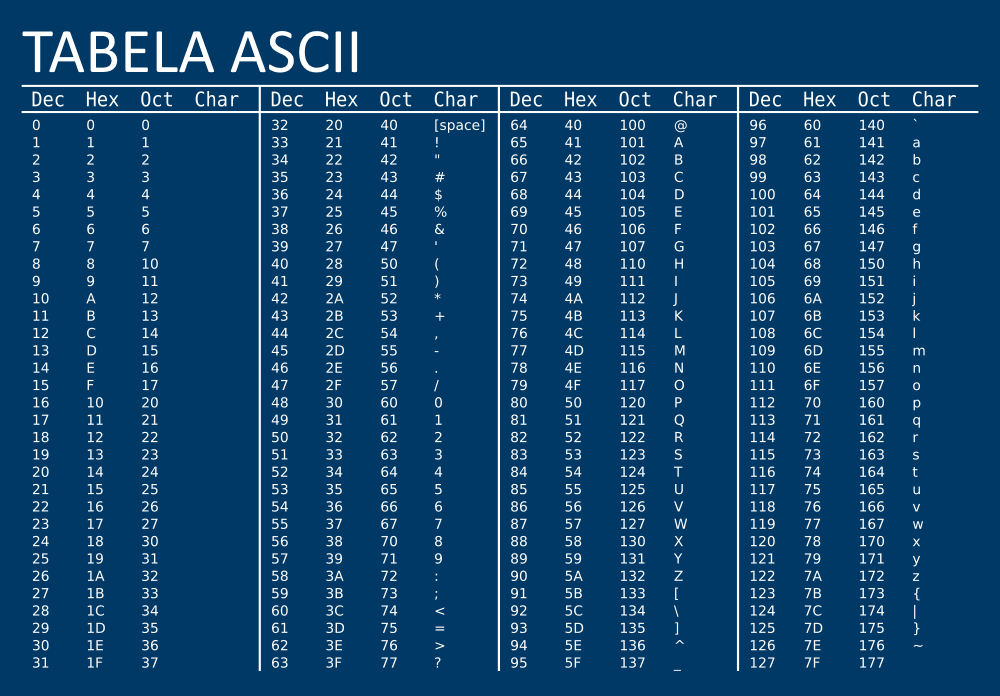 TABELA ASCII
Dec Hex Oct Char Dec Hex Oct Char Dec Hex Oct Char Dec Hex Oct Char
0 0 0 32 20 40 [space] 64 40 100 @ 96 60 140 `
1 1 1 33 21 41 ! 65 41 101 A 97 61 141 a
2 2 2 34 22 42 " 66 42 102 B 98 62 142 b
3 3 3 35 23 43 # 67 43 103 C 99 63 143 c
4 4 4 36 24 44 $ 68 44 104 D 100 64 144 d
5 5 5 37 25 45 % 69 45 105 E 101 65 145 e
6 6 6 38 26 46 & 70 46 106 F 102 66 146 f
7 7 7 39 27 47 ' 71 47 107 G 103 67 147 g
8 8 10 40 28 50 ( 72 48 110 H 104 68 150 h
9 9 11 41 29 51 ) 73 49 111 I 105 69 151 i
10 A 12 42 2A 52 * 74 4A 112 J 106 6A 152 j
11 B 13 43 2B 53 + 75 4B 113 K 107 6B 153 k
12 C 14 44 2C 54 , 76 4C 114 L 108 6C 154 l
13 D 15 45 2D 55 - 77 4D 115 M 109 6D 155 m
14 E 16 46 2E 56 . 78 4E 116 N 110 6E 156 n
15 F 17 47 2F 57 / 79 4F 117 O 111 6F 157 o
16 10 20 48 30 60 0 80 50 120 P 112 70 160 p
17 11 21 49 31 61 1 81 51 121 Q 113 71 161 q
18 12 22 50 32 62 2 82 52 122 R 114 72 162 r
19 13 23 51 33 63 3 83 53 123 S 115 73 163 s
20 14 24 52 34 64 4 84 54 124 T 116 74 164 t
21 15 25 53 35 65 5 85 55 125 U 117 75 165 u
22 16 26 54 36 66 6 86 56 126 V 118 76 166 v
23 17 27 55 37 67 7 87 57 127 W 119 77 167 w
24 18 30 56 38 70 8 88 58 130 X 120 78 170 x
25 19 31 57 39 71 9 89 59 131 Y 121 79 171 y
26 1A 32 58 3A 72 : 90 5A 132 Z 122 7A 172 z
27 1B 33 59 3B 73 ; 91 5B 133 [ 123 7B 173 {
28 1C 34 60 3C 74 < 92 5C 134 \ 124 7C 174 |
29 1D 35 61 3D 75 = 93 5D 135 ] 125 7D 175 }
30 1E 36 62 3E 76 > 94 5E 136 ^ 126 7E 176 ~
31 1F 37 63 3F 77 ? 95 5F 137 _ 127 7F 177